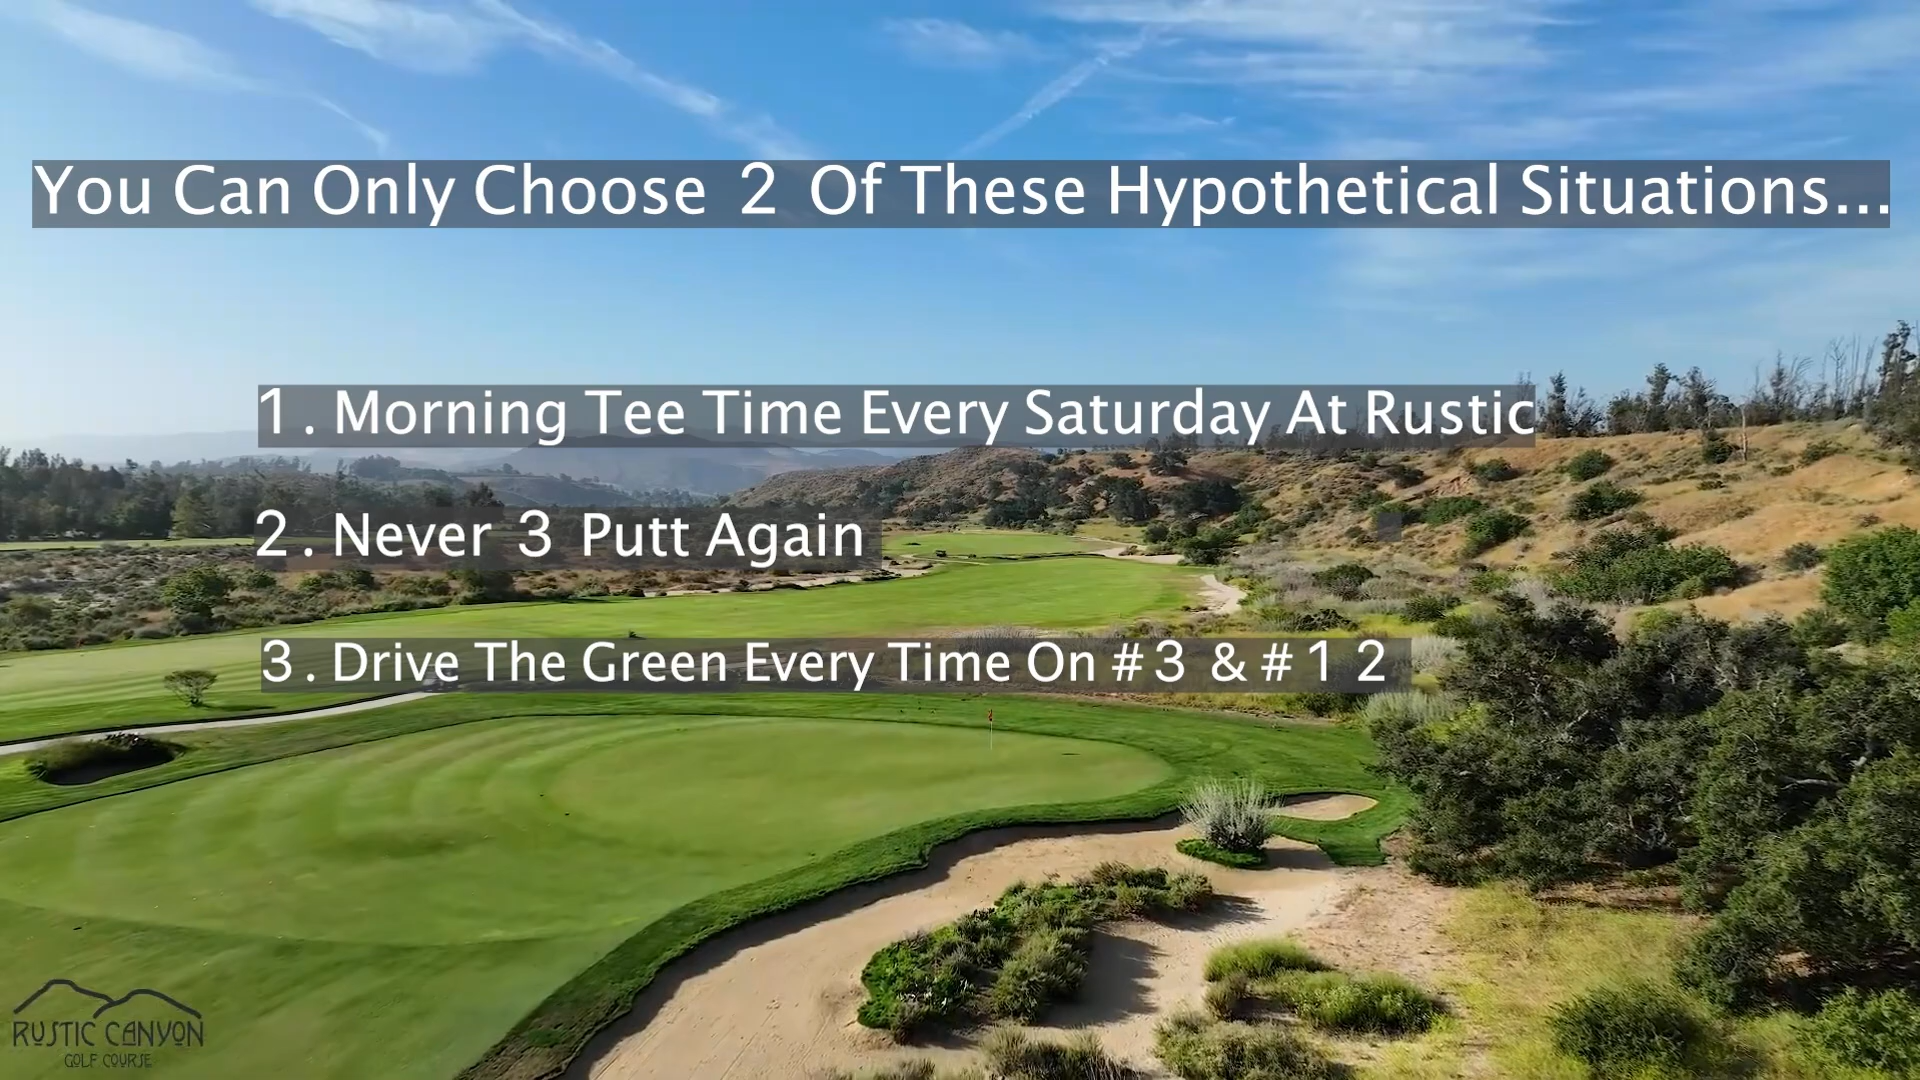 You Can Only Choose 2 Of These Hypothetical Situations...
1. Morning Tee Time Every Saturday At Rustic
2. Never 3 Putt Again
3. Drive The Green Every Time On #3 & #12
RUSTIC CANYON
GOLF COURSE